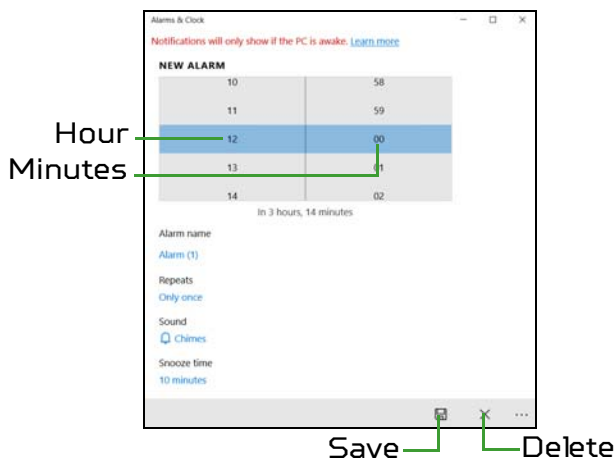 Alarms & Clock
Notifications will only show if the PC is awake. Learn more
NEW ALARM
10 58
11 59
Hour 12 00
Minutes 13 01
14 02
In 3 hours, 14 minutes
Alarm name
Alarm (1)
Repeats
Only once
Sound
Chimes
Snooze time
10 minutes
...
Save Delete